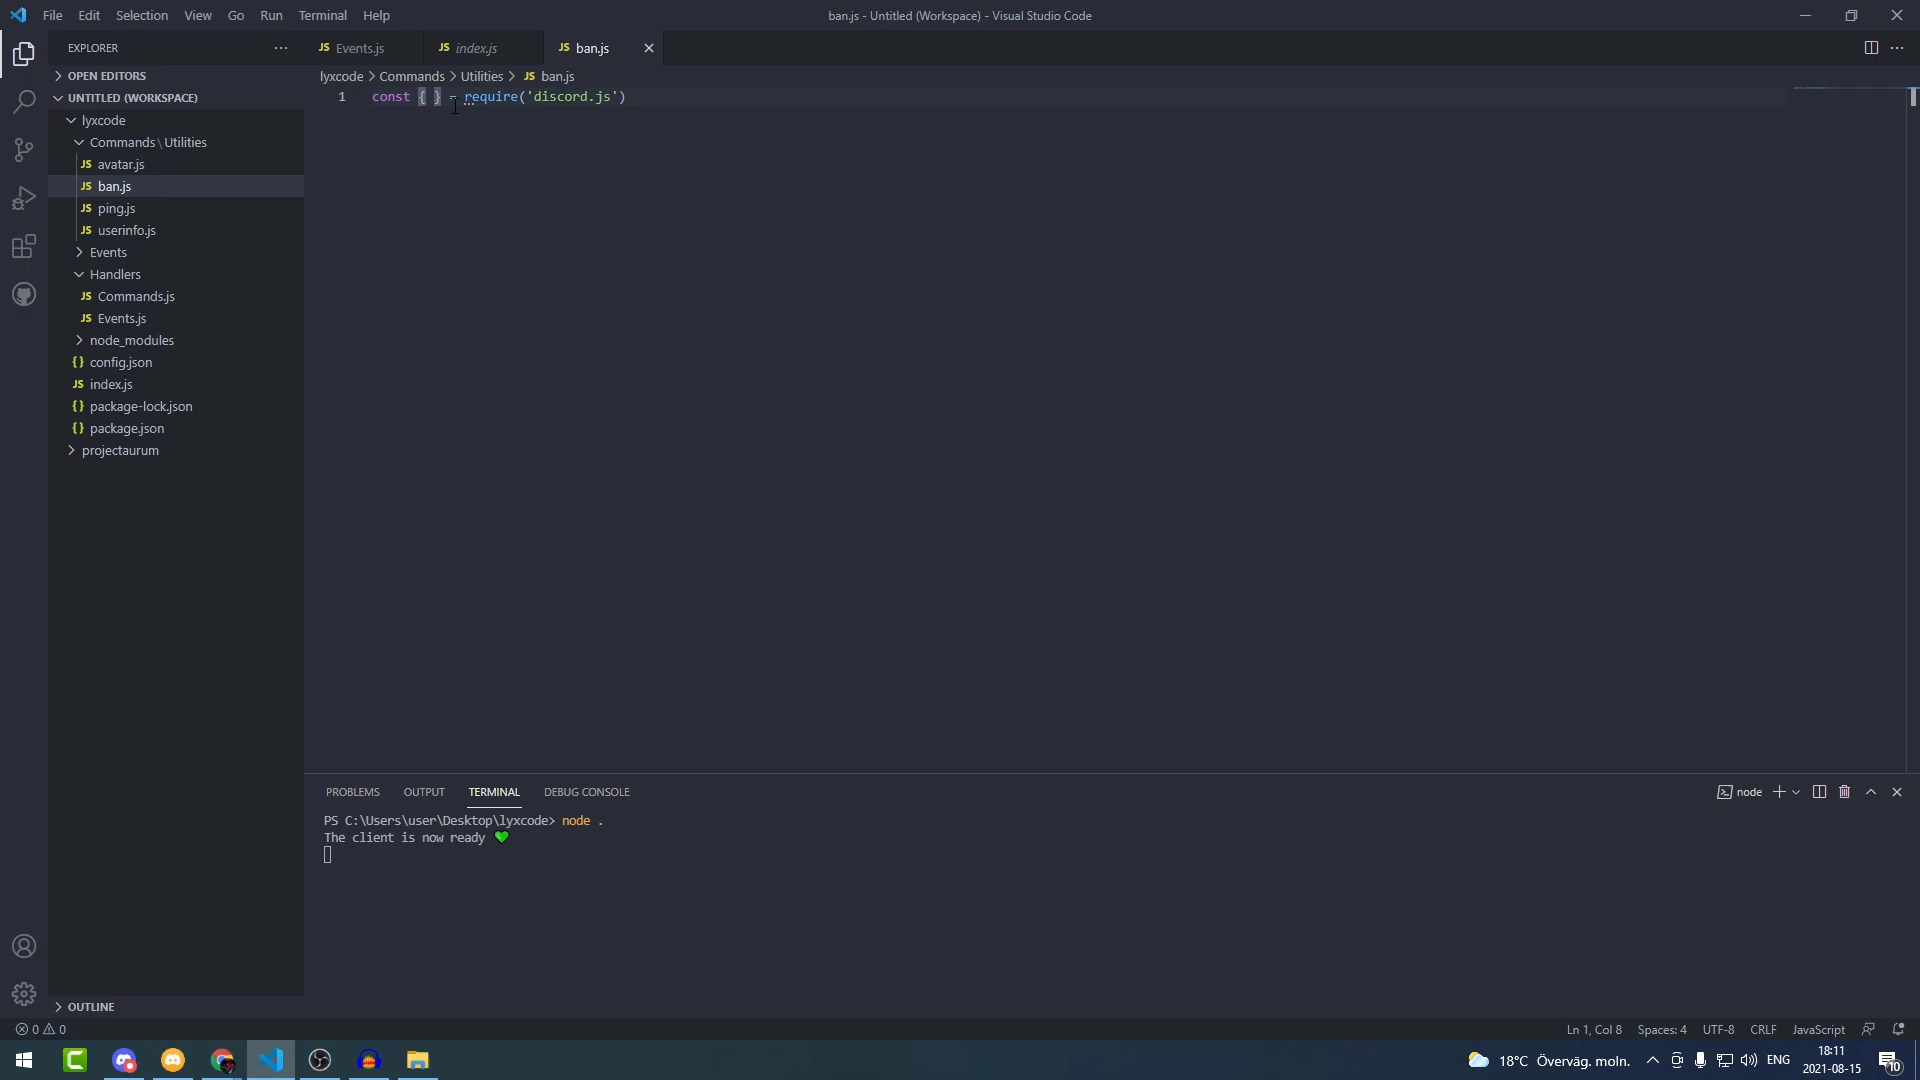 File Edit Selection View Go Run Terminal Help
ban.js - Untitled (Workspace) - Visual Studio Code
EXPLORER
JS Events.js
JS index.js
JS ban.js
OPEN EDITORS
lyxcode > Commands > Utilities > JS ban.js
UNTITLED (WORKSPACE)
1 const { } = require('discord.js')
lyxcode
Commands\Utilities
JS avatar.js
JS ban.js
JS ping.js
JS userinfo.js
Events
Handlers
JS Commands.js
JS Events.js
node_modules
{} config.json
JS index.js
{} package-lock.json
{} package.json
projectaurum
PROBLEMS OUTPUT TERMINAL DEBUG CONSOLE
node
PS C:\Users\user\Desktop\lyxcode> node .
The client is now ready 💚
OUTLINE
0 0
Ln 1, Col 8 Spaces: 4 UTF-8 CRLF JavaScript
18°C Överväg. moln.
ENG
18:11
2021-08-15
10